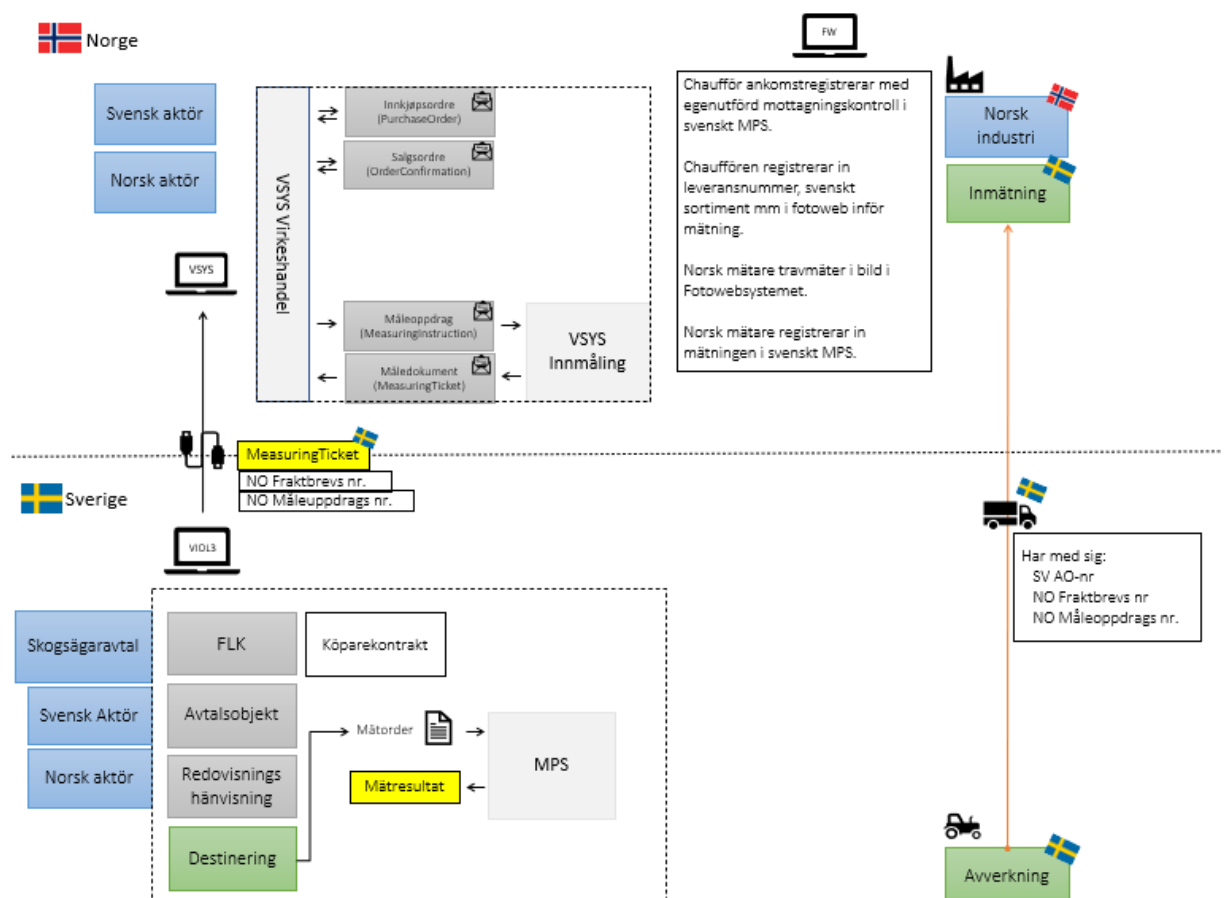 Norge
Svensk aktör
Norsk aktör
VSYS
VSYS Virkeshandel
Innkjøpsordre
(PurchaseOrder)
Salgsordre
(OrderConfirmation)
Måleoppdrag
(MeasuringInstruction)
Måledokument
(MeasuringTicket)
VSYS
Innmåling
FW
Chaufför ankomstregistrerar med
egenutförd mottagningskontroll i
svenskt MPS.
Chauffören registrerar in
leveransnummer, svenskt
sortiment mm i fotoweb inför
mätning.
Norsk mätare travmäter i bild i
Fotowebsystemet.
Norsk mätare registrerar in
mätningen i svenskt MPS.
Norsk
industri
Inmätning
MeasuringTicket
NO Fraktbrevs nr.
NO Måleuppdrags nr.
Sverige
VIOL3
Har med sig:
SV AO-nr
NO Fraktbrevs nr
NO Måleoppdrags nr.
Skogsägaravtal
Svensk Aktör
Norsk aktör
FLK
Köparekontrakt
Avtalsobjekt
Redovisnings
hänvisning
Destinering
Mätorder
Mätresultat
MPS
Avverkning